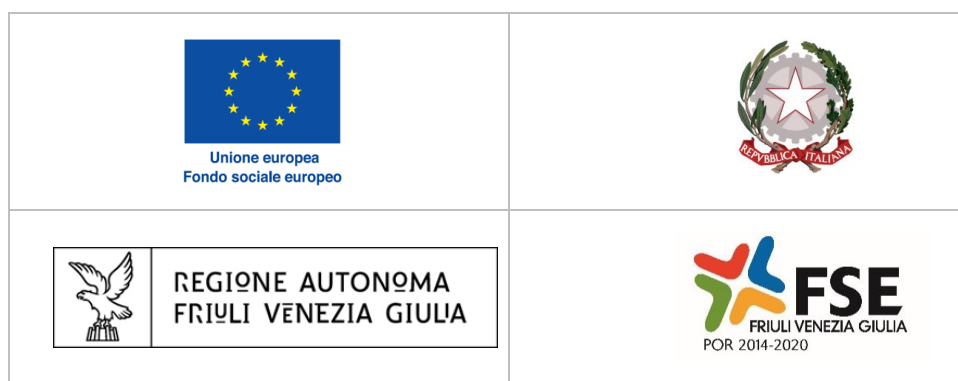 Unione europea
Fondo sociale europeo
REPVBBLICA ITALIANA
REGIONE AUTONOMA
FRIULI VENEZIA GIULIA
FSE
FRIULI VENEZIA GIULIA
POR 2014-2020